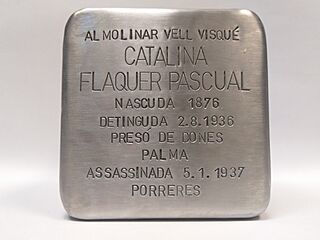 AL MOLINAR VELL VISQUÉ
CATALINA
FLAQUER PASCUAL
NASCUDA 1876
DETINGUDA 2.8.1936
PRESÓ DE DONES
PALMA
ASSASSINADA 5.1.1937
PORRERES